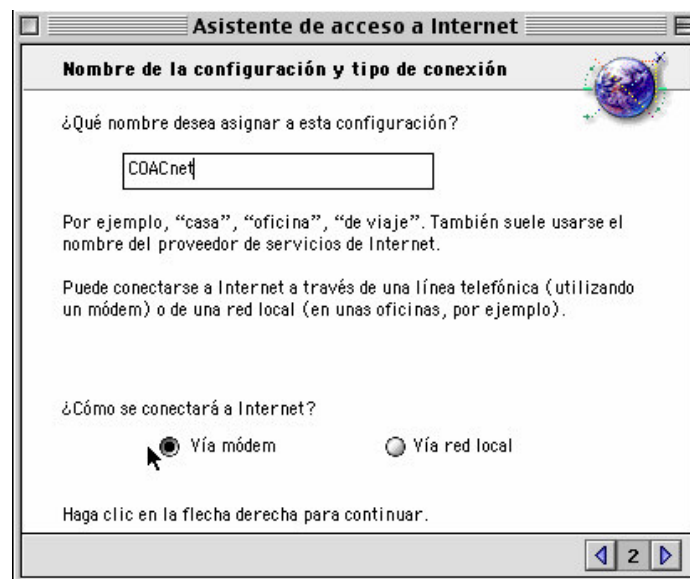 Asistente de acceso a Internet
Nombre de la configuración y tipo de conexión
¿Qué nombre desea asignar a esta configuración?
COACnet
Por ejemplo, “casa”, “oficina”, “de viaje”. También suele usarse el
nombre del proveedor de servicios de Internet.
Puede conectarse a Internet a través de una línea telefónica (utilizando
un módem) o de una red local (en unas oficinas, por ejemplo).
¿Cómo se conectará a Internet?
Vía módem Vía red local
Haga clic en la flecha derecha para continuar.
2